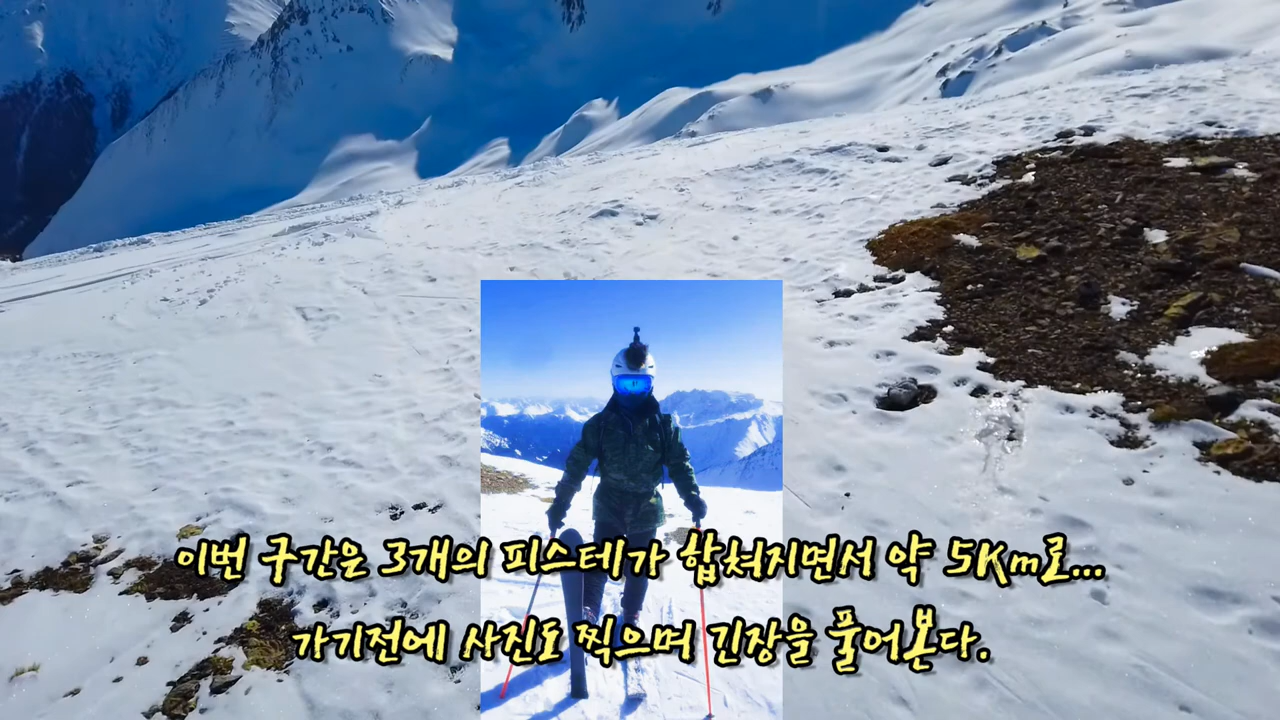 이번 구간은 3개의 피스테가 합쳐지면서 약 5Km로...
가기전에 사진도 찍으며 긴장을 풀어본다.